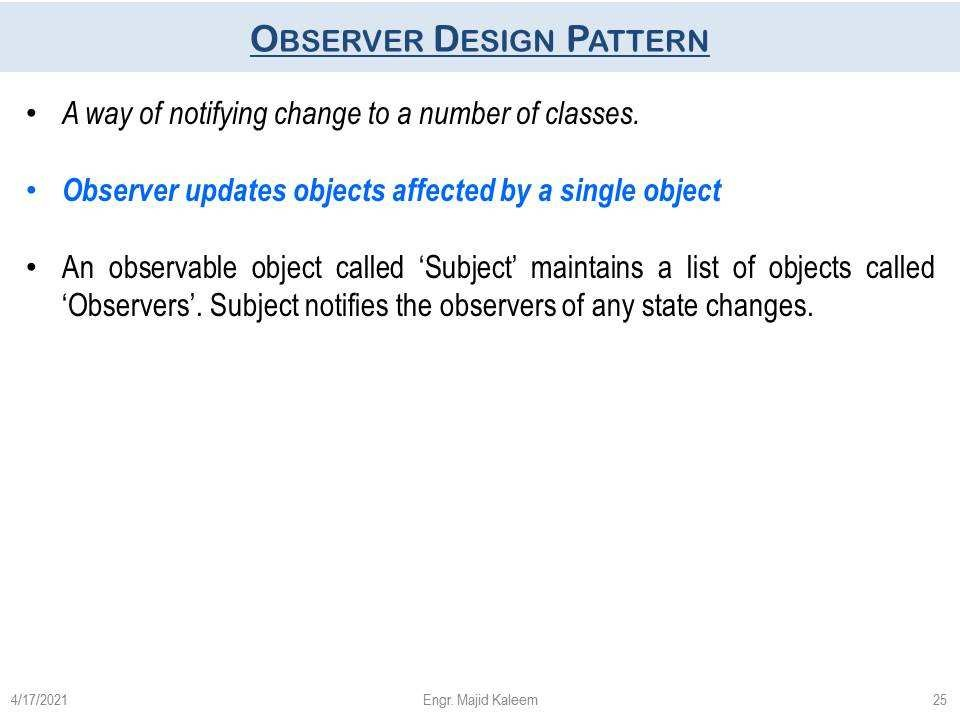 OBSERVER DESIGN PATTERN
• A way of notifying change to a number of classes.
• Observer updates objects affected by a single object
• An observable object called ‘Subject’ maintains a list of objects called
‘Observers’. Subject notifies the observers of any state changes.
4/17/2021 Engr. Majid Kaleem 25